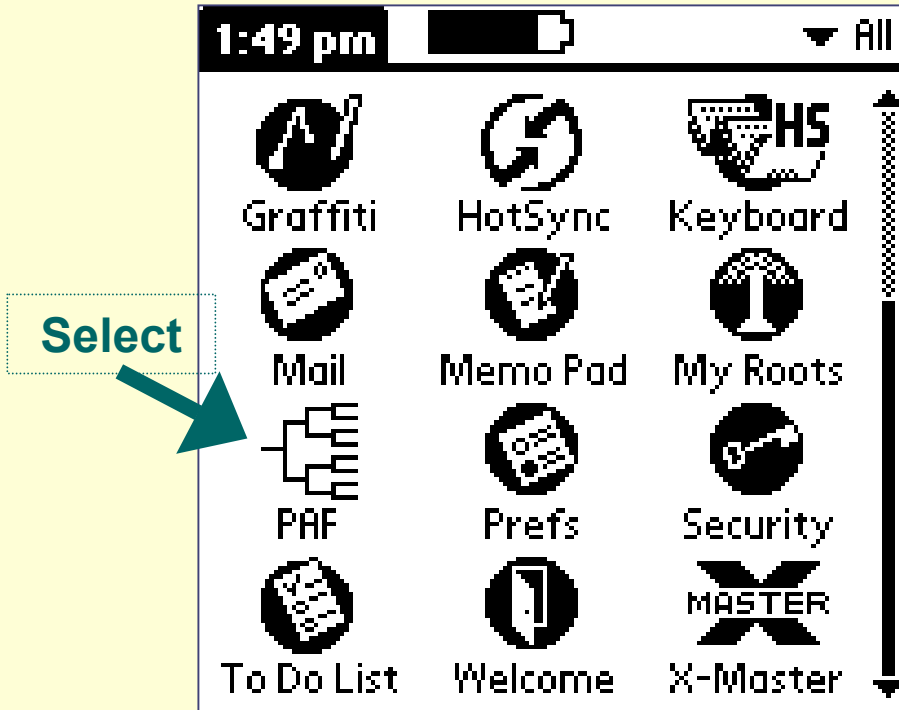 1:49 pm All
HS
Graffiti HotSync Keyboard
Select
Mail Memo Pad My Roots
PAF Prefs Security
MASTER
To Do List Welcome X-Master